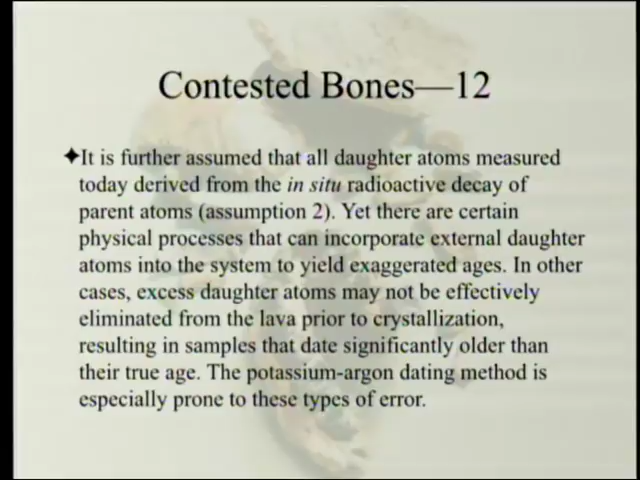 Contested Bones—12
✦It is further assumed that all daughter atoms measured
today derived from the in situ radioactive decay of
parent atoms (assumption 2). Yet there are certain
physical processes that can incorporate external daughter
atoms into the system to yield exaggerated ages. In other
cases, excess daughter atoms may not be effectively
eliminated from the lava prior to crystallization,
resulting in samples that date significantly older than
their true age. The potassium-argon dating method is
especially prone to these types of error.